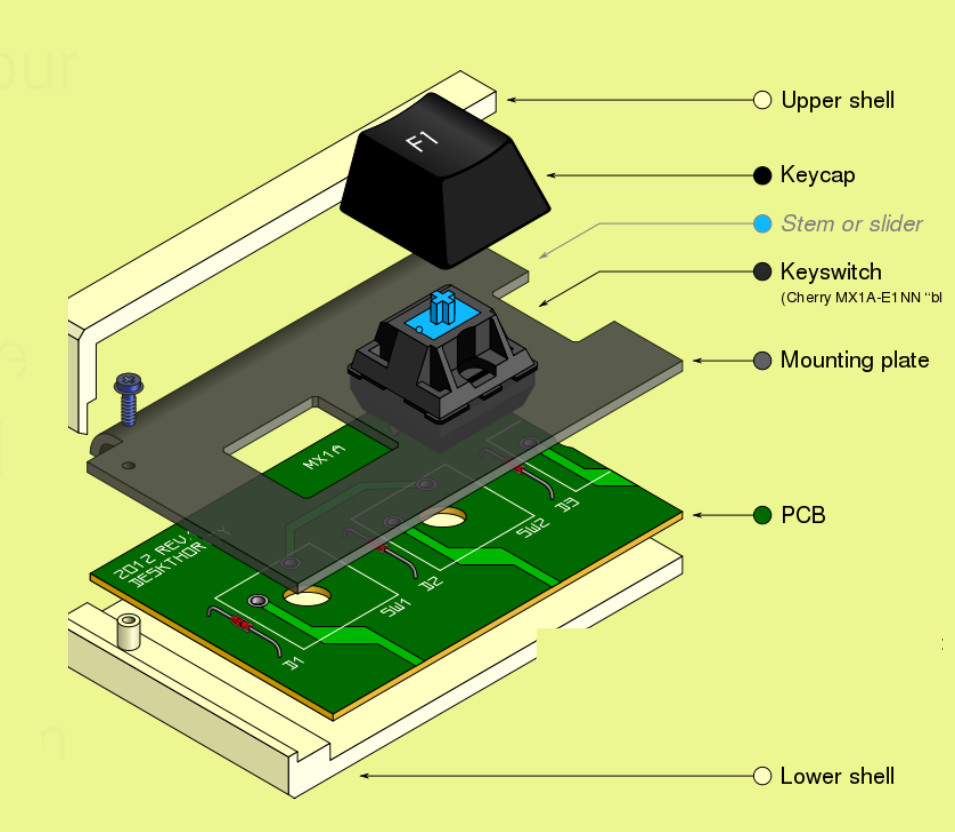 Upper shell
F1
Keycap
Stem or slider
Keyswitch
(Cherry MX1A-E1NN “bl
Mounting plate
MX1A
PCB
2012 REV.
DESKTHOR
SW2
D3
D2
SW1
D1
Lower shell